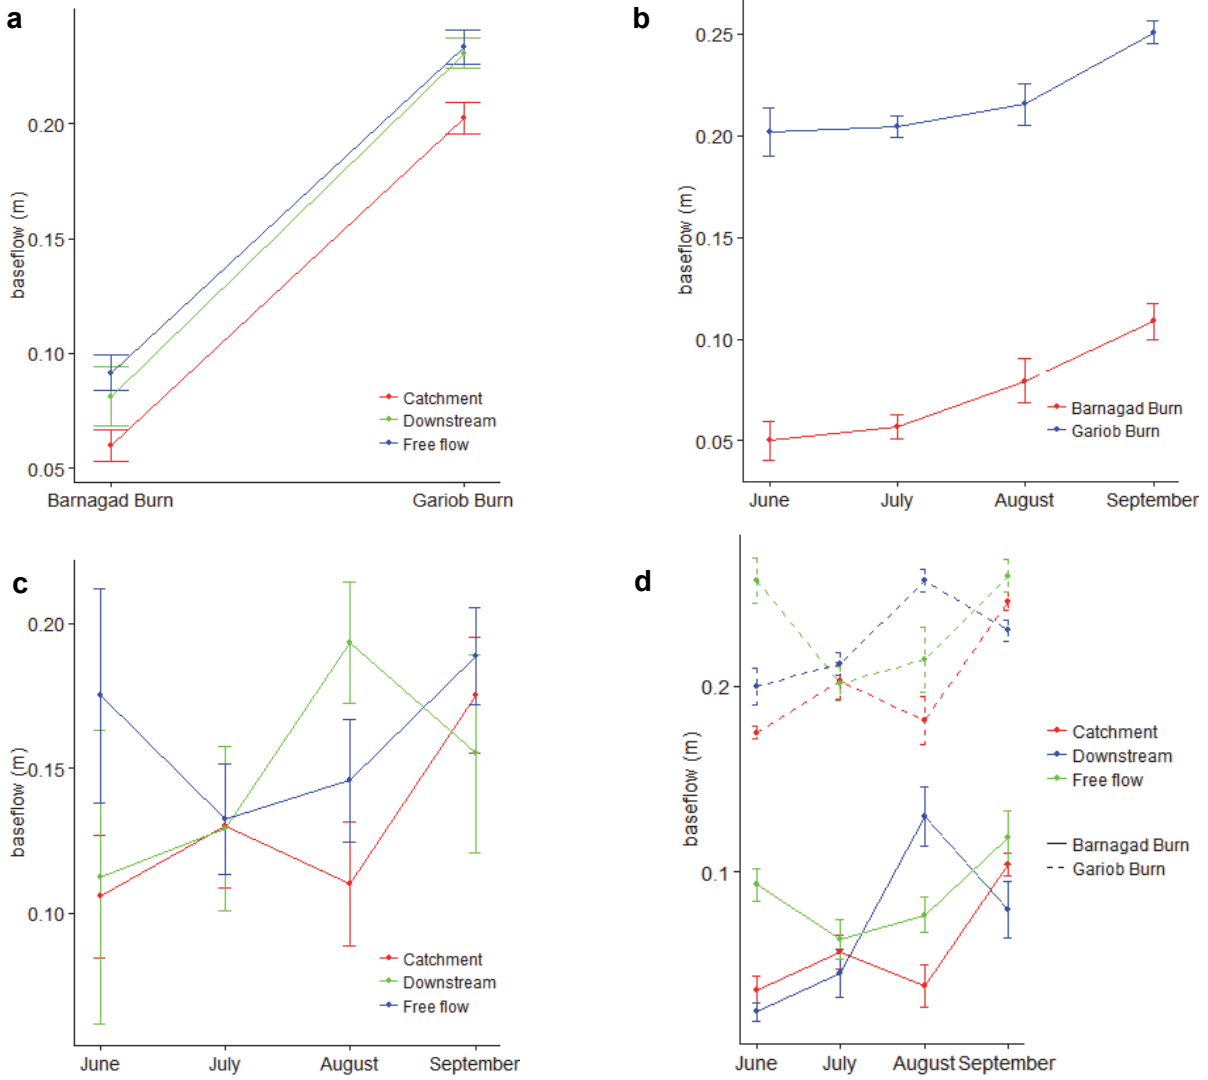 a
0.20
0.15
0.10
0.05
baseflow (m)
Catchment
Downstream
Free flow
Barnagad Burn
Gariob Burn
b
0.25
0.20
0.15
0.10
0.05
baseflow (m)
Barnagad Burn
Gariob Burn
June
July
August
September
c
0.20
0.15
0.10
baseflow (m)
Catchment
Downstream
Free flow
June
July
August
September
d
0.2
0.1
baseflow (m)
Catchment
Downstream
Free flow
Barnagad Burn
Gariob Burn
June
July
August
September